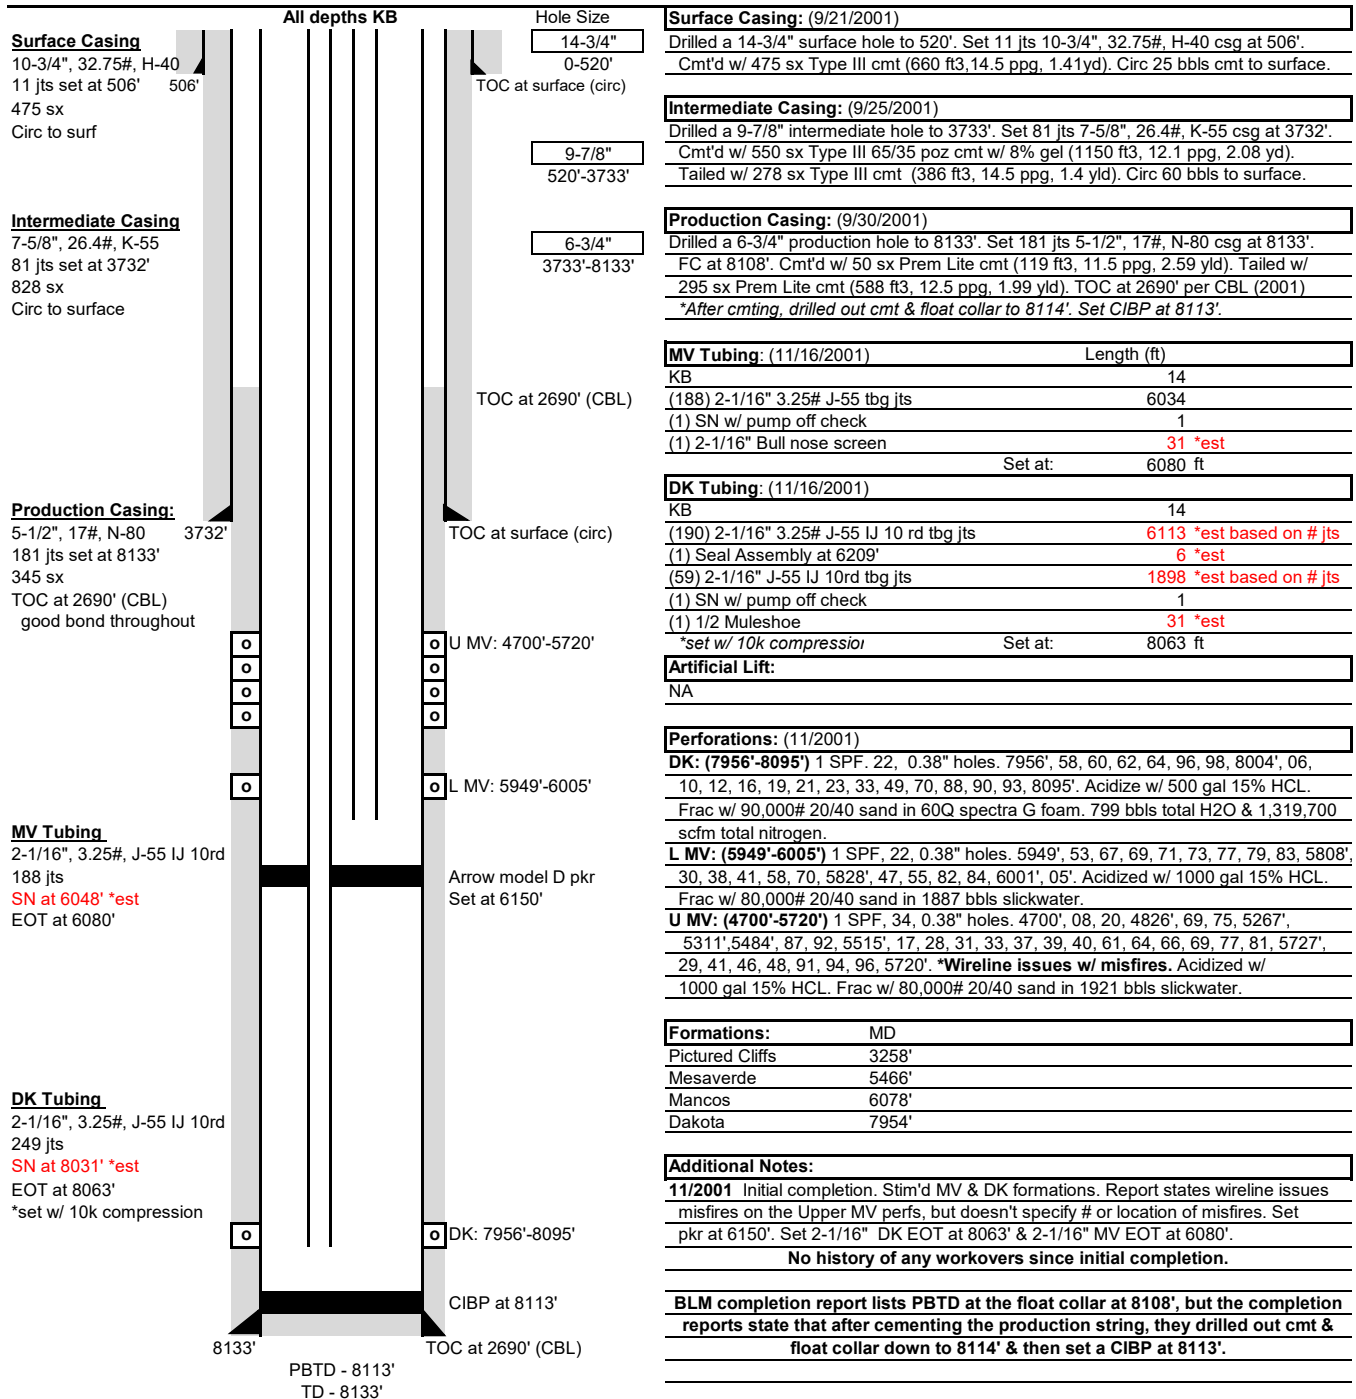 All depths KB
Hole Size
Surface Casing
10-3/4", 32.75#, H-40
11 jts set at 506'
506'
475 sx
Circ to surf
14-3/4"
0-520'
TOC at surface (circ)
9-7/8"
520'-3733'
Intermediate Casing
7-5/8", 26.4#, K-55
81 jts set at 3732'
828 sx
Circ to surface
6-3/4"
3733'-8133'
TOC at 2690' (CBL)
Production Casing:
5-1/2", 17#, N-80
3732'
181 jts set at 8133'
345 sx
TOC at 2690' (CBL)
good bond throughout
TOC at surface (circ)
o o U MV: 4700'-5720'
o o
o o
o o
o o L MV: 5949'-6005'
MV Tubing
2-1/16", 3.25#, J-55 IJ 10rd
188 jts
SN at 6048' *est
EOT at 6080'
Arrow model D pkr
Set at 6150'
DK Tubing
2-1/16", 3.25#, J-55 IJ 10rd
249 jts
SN at 8031' *est
EOT at 8063'
*set w/ 10k compression
o o DK: 7956'-8095'
CIBP at 8113'
8133'
TOC at 2690' (CBL)
PBTD - 8113'
TD - 8133'
Surface Casing: (9/21/2001)
Drilled a 14-3/4" surface hole to 520'. Set 11 jts 10-3/4", 32.75#, H-40 csg at 506'.
Cmt'd w/ 475 sx Type III cmt (660 ft3,14.5 ppg, 1.41yd). Circ 25 bbls cmt to surface.
Intermediate Casing: (9/25/2001)
Drilled a 9-7/8" intermediate hole to 3733'. Set 81 jts 7-5/8", 26.4#, K-55 csg at 3732'.
Cmt'd w/ 550 sx Type III 65/35 poz cmt w/ 8% gel (1150 ft3, 12.1 ppg, 2.08 yd).
Tailed w/ 278 sx Type III cmt (386 ft3, 14.5 ppg, 1.4 yld). Circ 60 bbls to surface.
Production Casing: (9/30/2001)
Drilled a 6-3/4" production hole to 8133'. Set 181 jts 5-1/2", 17#, N-80 csg at 8133'.
FC at 8108'. Cmt'd w/ 50 sx Prem Lite cmt (119 ft3, 11.5 ppg, 2.59 yld). Tailed w/
295 sx Prem Lite cmt (588 ft3, 12.5 ppg, 1.99 yld). TOC at 2690' per CBL (2001)
*After cmting, drilled out cmt & float collar to 8114'. Set CIBP at 8113'.
MV Tubing: (11/16/2001) Length (ft)
KB 14
(188) 2-1/16" 3.25# J-55 tbg jts 6034
(1) SN w/ pump off check 1
(1) 2-1/16" Bull nose screen 31 *est
Set at: 6080 ft
DK Tubing: (11/16/2001)
KB 14
(190) 2-1/16" 3.25# J-55 IJ 10 rd tbg jts 6113 *est based on # jts
(1) Seal Assembly at 6209' 6 *est
(59) 2-1/16" J-55 IJ 10rd tbg jts 1898 *est based on # jts
(1) SN w/ pump off check 1
(1) 1/2 Muleshoe 31 *est
*set w/ 10k compression Set at: 8063 ft
Artificial Lift:
NA
Perforations: (11/2001)
DK: (7956'-8095') 1 SPF. 22, 0.38" holes. 7956', 58, 60, 62, 64, 96, 98, 8004', 06,
10, 12, 16, 19, 21, 23, 33, 49, 70, 88, 90, 93, 8095'. Acidize w/ 500 gal 15% HCL.
Frac w/ 90,000# 20/40 sand in 60Q spectra G foam. 799 bbls total H2O & 1,319,700
scfm total nitrogen.
L MV: (5949'-6005') 1 SPF, 22, 0.38" holes. 5949', 53, 67, 69, 71, 73, 77, 79, 83, 5808',
30, 38, 41, 58, 70, 5828', 47, 55, 82, 84, 6001', 05'. Acidized w/ 1000 gal 15% HCL.
Frac w/ 80,000# 20/40 sand in 1887 bbls slickwater.
U MV: (4700'-5720') 1 SPF, 34, 0.38" holes. 4700', 08, 20, 4826', 69, 75, 5267',
5311',5484', 87, 92, 5515', 17, 28, 31, 33, 37, 39, 40, 61, 64, 66, 69, 77, 81, 5727',
29, 41, 46, 48, 91, 94, 96, 5720'. *Wireline issues w/ misfires. Acidized w/
1000 gal 15% HCL. Frac w/ 80,000# 20/40 sand in 1921 bbls slickwater.
Formations: MD
Pictured Cliffs 3258'
Mesaverde 5466'
Mancos 6078'
Dakota 7954'
Additional Notes:
11/2001 Initial completion. Stim'd MV & DK formations. Report states wireline issues
misfires on the Upper MV perfs, but doesn't specify # or location of misfires. Set
pkr at 6150'. Set 2-1/16" DK EOT at 8063' & 2-1/16" MV EOT at 6080'.
No history of any workovers since initial completion.
BLM completion report lists PBTD at the float collar at 8108', but the completion
reports state that after cementing the production string, they drilled out cmt &
float collar down to 8114' & then set a CIBP at 8113'.